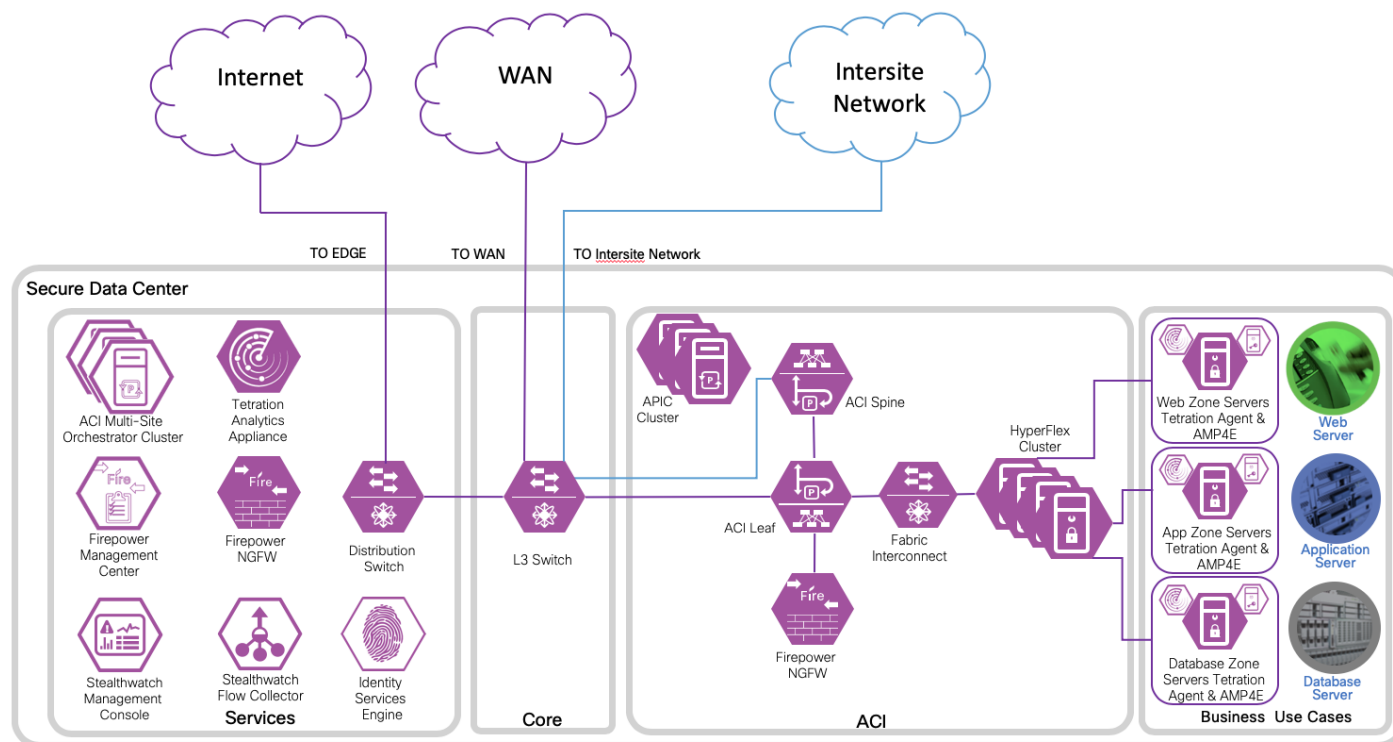 Internet
WAN
Intersite
Network
TO EDGE
TO WAN
TO Intersite Network
Secure Data Center
ACI Multi-Site
Orchestrator Cluster
Tetration
Analytics
Appliance
Fire
Firepower
Management
Center
Fire
Firepower
NGFW
Distribution
Switch
Stealthwatch
Management
Console
Stealthwatch
Flow Collector
Identity
Services
Engine
Services
L3 Switch
Core
P
APIC
Cluster
P
ACI Spine
P
ACI Leaf
Fabric
Interconnect
HyperFlex
Cluster
Fire
Firepower
NGFW
ACI
Web Zone Servers
Tetration Agent &
AMP4E
Web
Server
App Zone Servers
Tetration Agent &
AMP4E
Application
Server
Database Zone
Servers Tetration
Agent & AMP4E
Database
Server
Business Use Cases